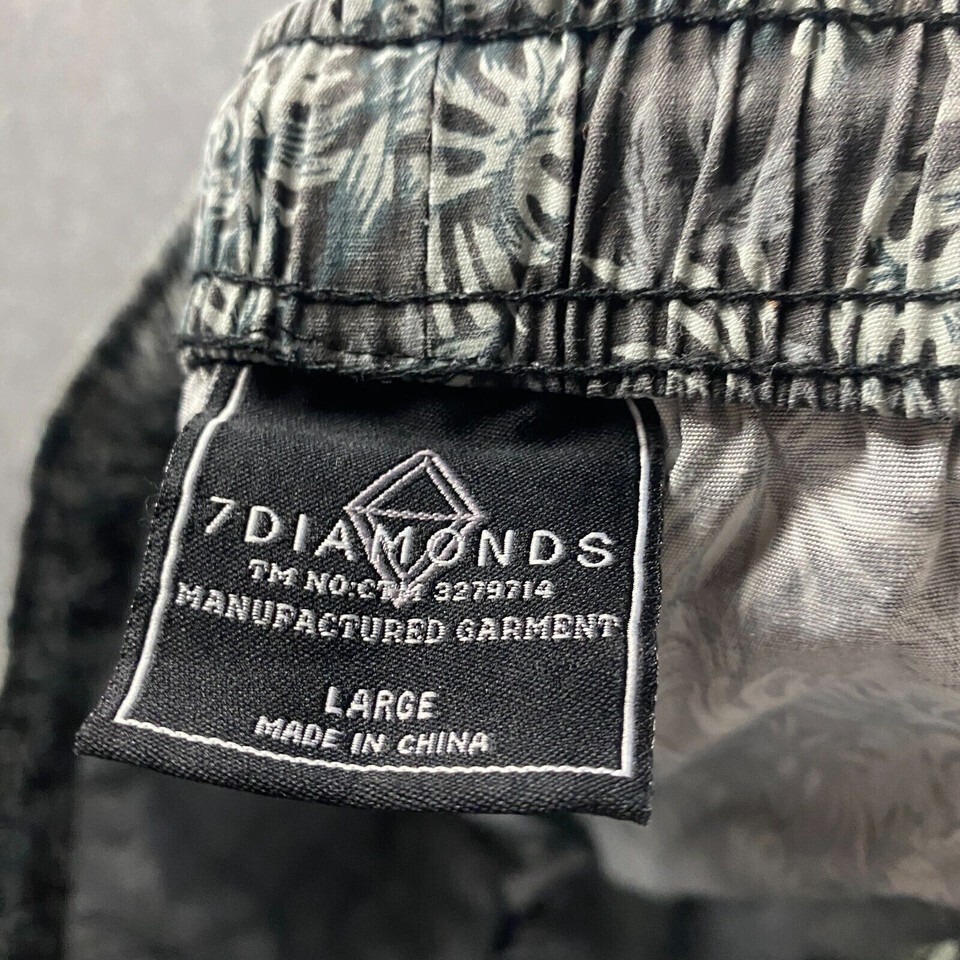 7DIAMONDS
TM NO:CTM 3279714
MANUFACTURED GARMENT
LARGE
MADE IN CHINA